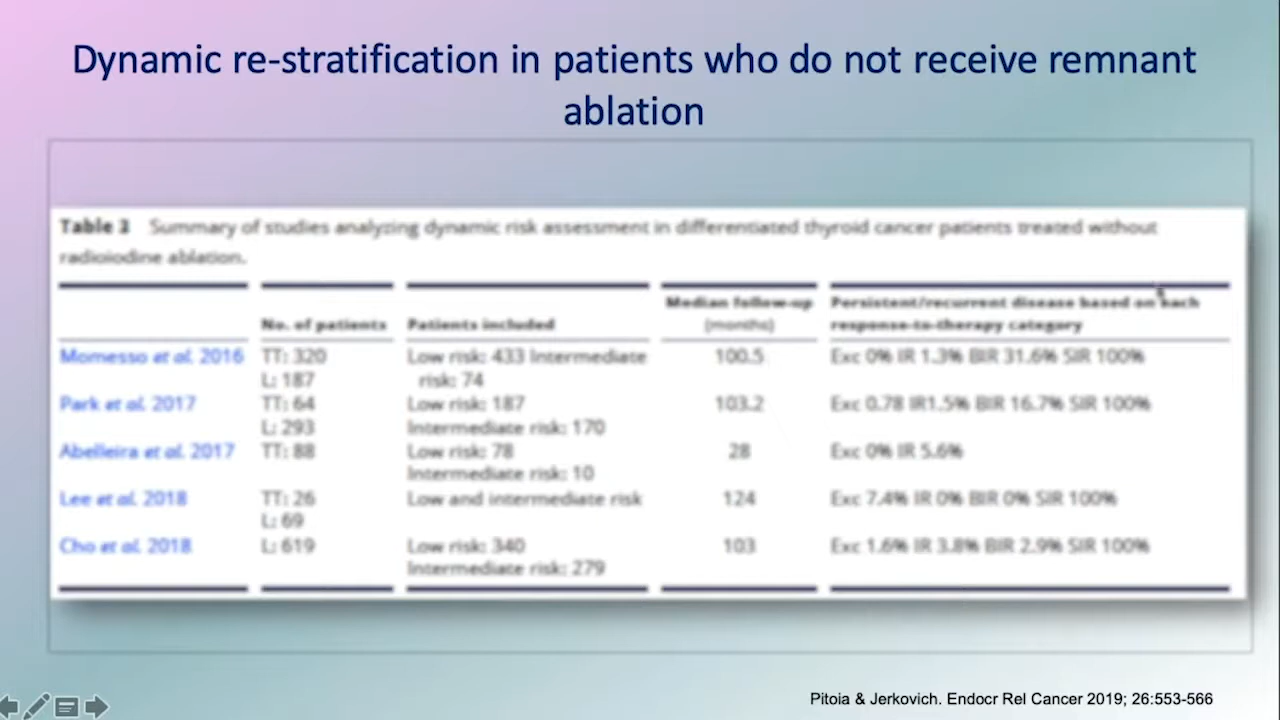 Dynamic re-stratification in patients who do not receive remnant
ablation
Table 3 Summary of studies analyzing dynamic risk assessment in differentiated thyroid cancer patients treated without
radioiodine ablation.
Median follow-up Persistent/recurrent disease based on each
No. of patients Patients included (months) response-to-therapy category
Momesso et al. 2016 TT: 320 Low risk: 433 Intermediate 100.5 Exc 0% IR 1.3% BIR 31.6% SIR 100%
L: 187 risk: 74
Park et al. 2017 TT: 64 Low risk: 187 103.2 Exc 0.78 IR1.5% BIR 16.7% SIR 100%
L: 293 Intermediate risk: 170
Abelleira et al. 2017 TT: 88 Low risk: 78 28 Exc 0% IR 5.6%
Intermediate risk: 10
Lee et al. 2018 TT: 26 Low and intermediate risk 124 Exc 7.4% IR 0% BIR 0% SIR 100%
L: 69
Cho et al. 2018 L: 619 Low risk: 340 103 Exc 1.6% IR 3.8% BIR 2.9% SIR 100%
Intermediate risk: 279
Pitoia & Jerkovich. Endocr Rel Cancer 2019; 26:553-566